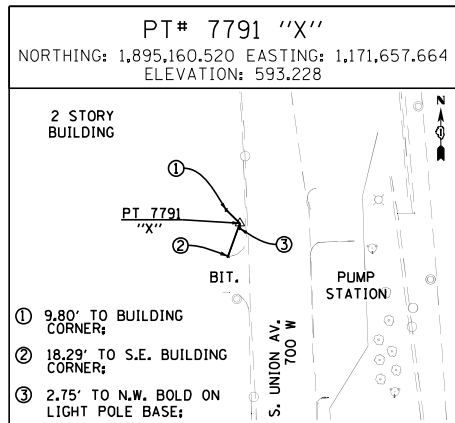 PT# 7791 "X"
NORTHING: 1,895,160.520 EASTING: 1,171,657.664
ELEVATION: 593.228
2 STORY
BUILDING
N
1
PT 7791
"X"
2
3
BIT.
PUMP
STATION
S. UNION AV.
700 W
1 9.80' TO BUILDING
CORNER;
2 18.29' TO S.E. BUILDING
CORNER;
3 2.75' TO N.W. BOLD ON
LIGHT POLE BASE;